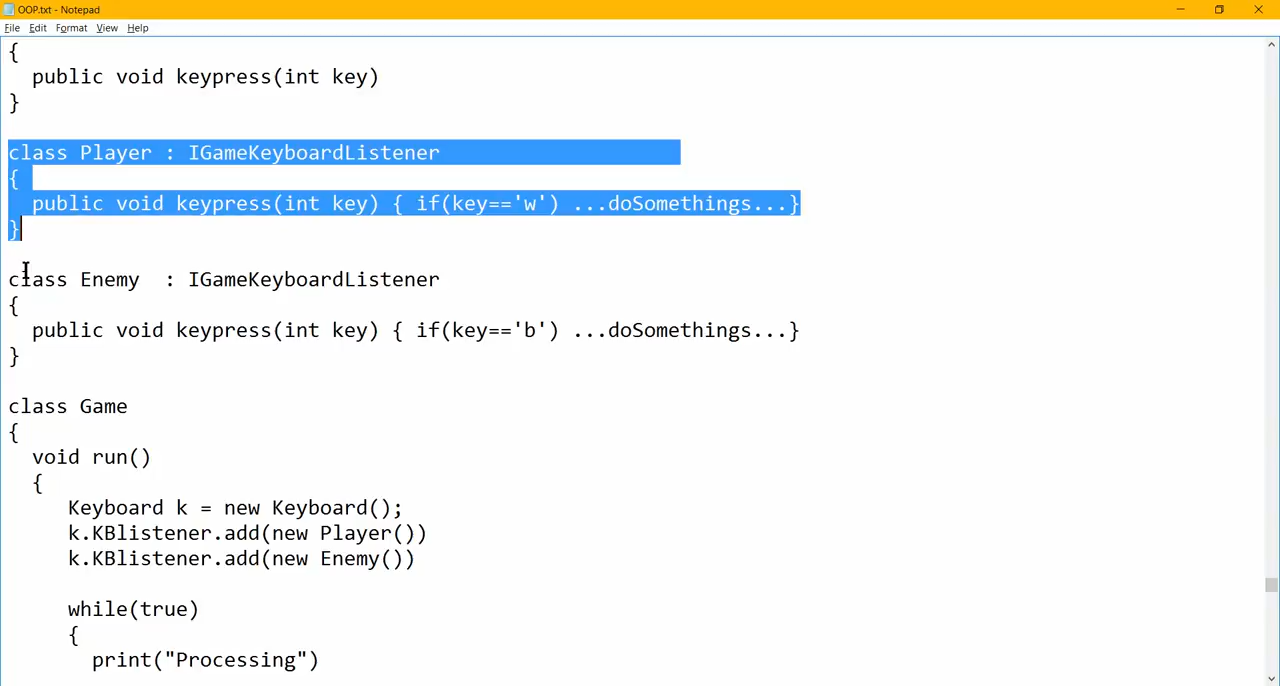 OOP.txt - Notepad
File Edit Format View Help
{
  public void keypress(int key)
}

class Player : IGameKeyboardListener
{
  public void keypress(int key) { if(key=='w') ...doSomethings...}
}

class Enemy  : IGameKeyboardListener
{
  public void keypress(int key) { if(key=='b') ...doSomethings...}
}

class Game
{
  void run()
  {
     Keyboard k = new Keyboard();
     k.KBlistener.add(new Player())
     k.KBlistener.add(new Enemy())

     while(true)
     {
       print("Processing")